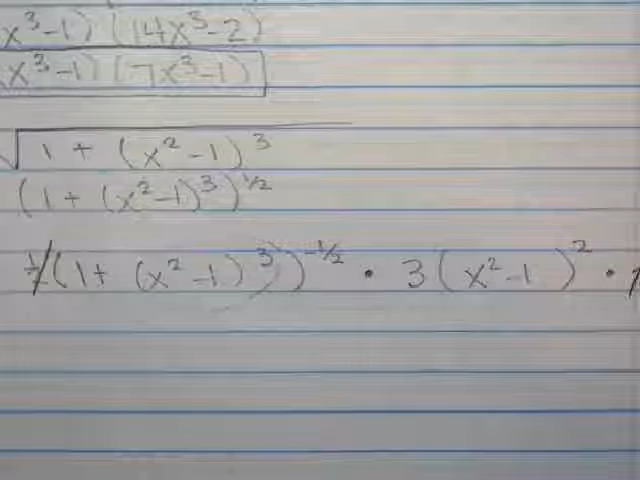 x³-1) (14x³-2)
x³-1) (7x³-1)
√1 + (x²-1)³
(1 + (x²-1)³)^½
½(1+ (x²-1)³)^-½ · 3(x²-1)² ·